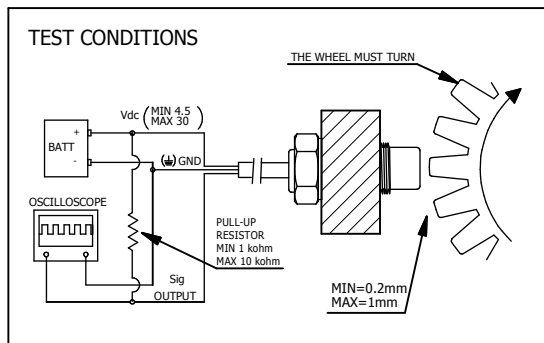 TEST CONDITIONS
THE WHEEL MUST TURN
Vdc (MIN 4.5
MAX 30)
+
BATT
-
(⏚) GND
OSCILLOSCOPE
PULL-UP
RESISTOR
MIN 1 kohm
MAX 10 kohm
Sig
OUTPUT
MIN=0.2mm
MAX=1mm